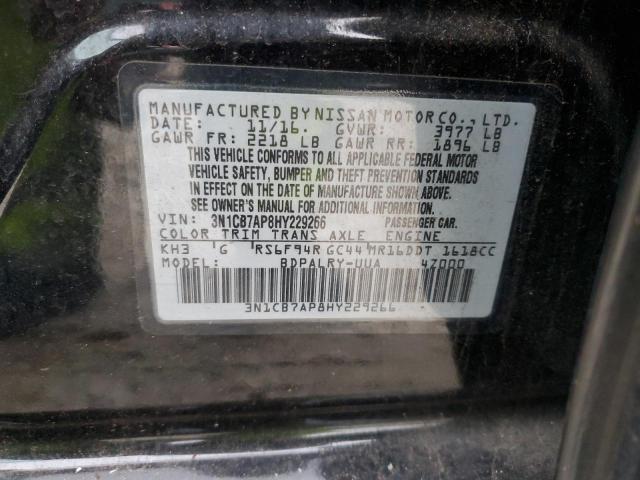 MANUFACTURED BY NISSAN MOTOR CO., LTD.
DATE: 11/16. GVWR: 3977 LB
GAWR FR: 2218 LB GAWR RR: 1896 LB
THIS VEHICLE CONFORMS TO ALL APPLICABLE FEDERAL MOTOR
VEHICLE SAFETY, BUMPER AND THEFT PREVENTION STANDARDS
IN EFFECT ON THE DATE OF MANUFACTURE SHOWN ABOVE.
SEE OWNER'S MANUAL FOR ADDITIONAL INFORMATION
VIN: 3N1CB7AP8HY229266 PASSENGER CAR.
COLOR TRIM TRANS AXLE ENGINE
KH3 G RS6F94R GC44 MR16DDT 1618CC
MODEL: BDPALRY-UUA 4Z000
3N1CB7AP8HY229266